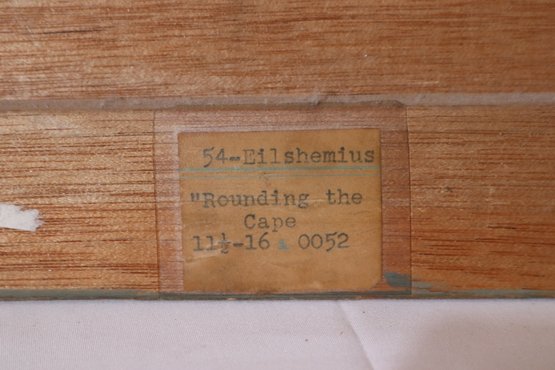 54-Eilshemius
"Rounding the
Cape
11½-16 0052